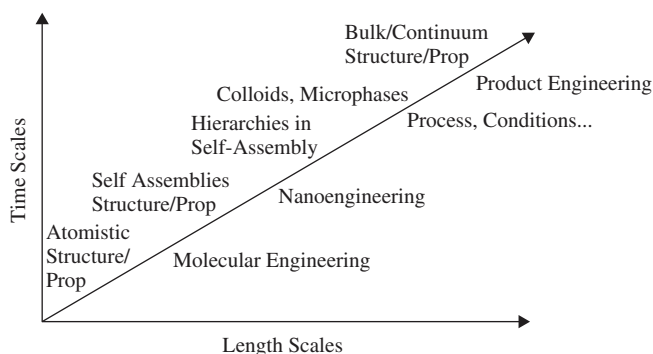 Bulk/Continuum
Structure/Prop
Product Engineering
Colloids, Microphases
Process, Conditions...
Hierarchies in
Self-Assembly
Self Assemblies
Structure/Prop
Nanoengineering
Atomistic
Structure/
Prop
Molecular Engineering
Time Scales
Length Scales